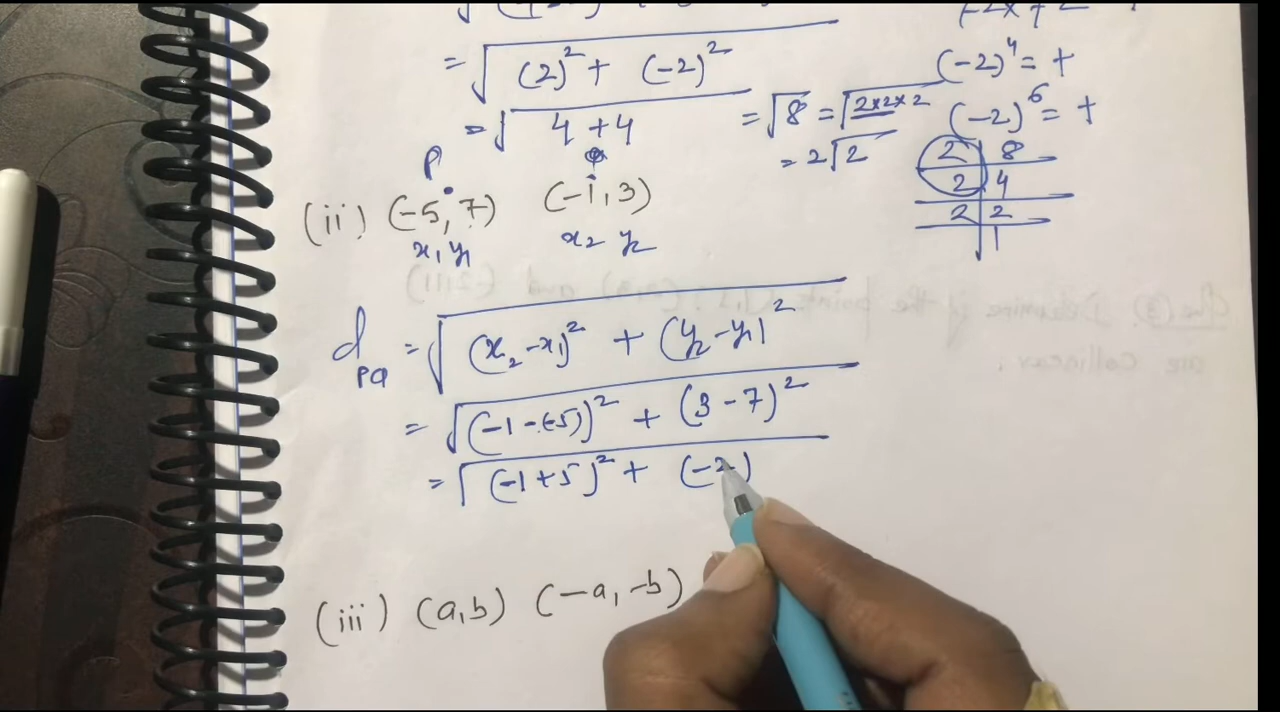 = √(2)² + (-2)²
(-2)⁴ = +
= √4 + 4
= √8 = √2×2×2
(-2)⁶ = +
= 2√2
2 | 8
2 | 4
2 | 2
1
P
Q
(ii) (-5, 7) (-1, 3)
x₁ y₁ x₂ y₂
d PQ = √(x₂ - x₁)² + (y₂ - y₁)²
= √(-1 - (-5))² + (3 - 7)²
= √(-1 + 5)² + (-2)
(iii) (a, b) (-a, -b)